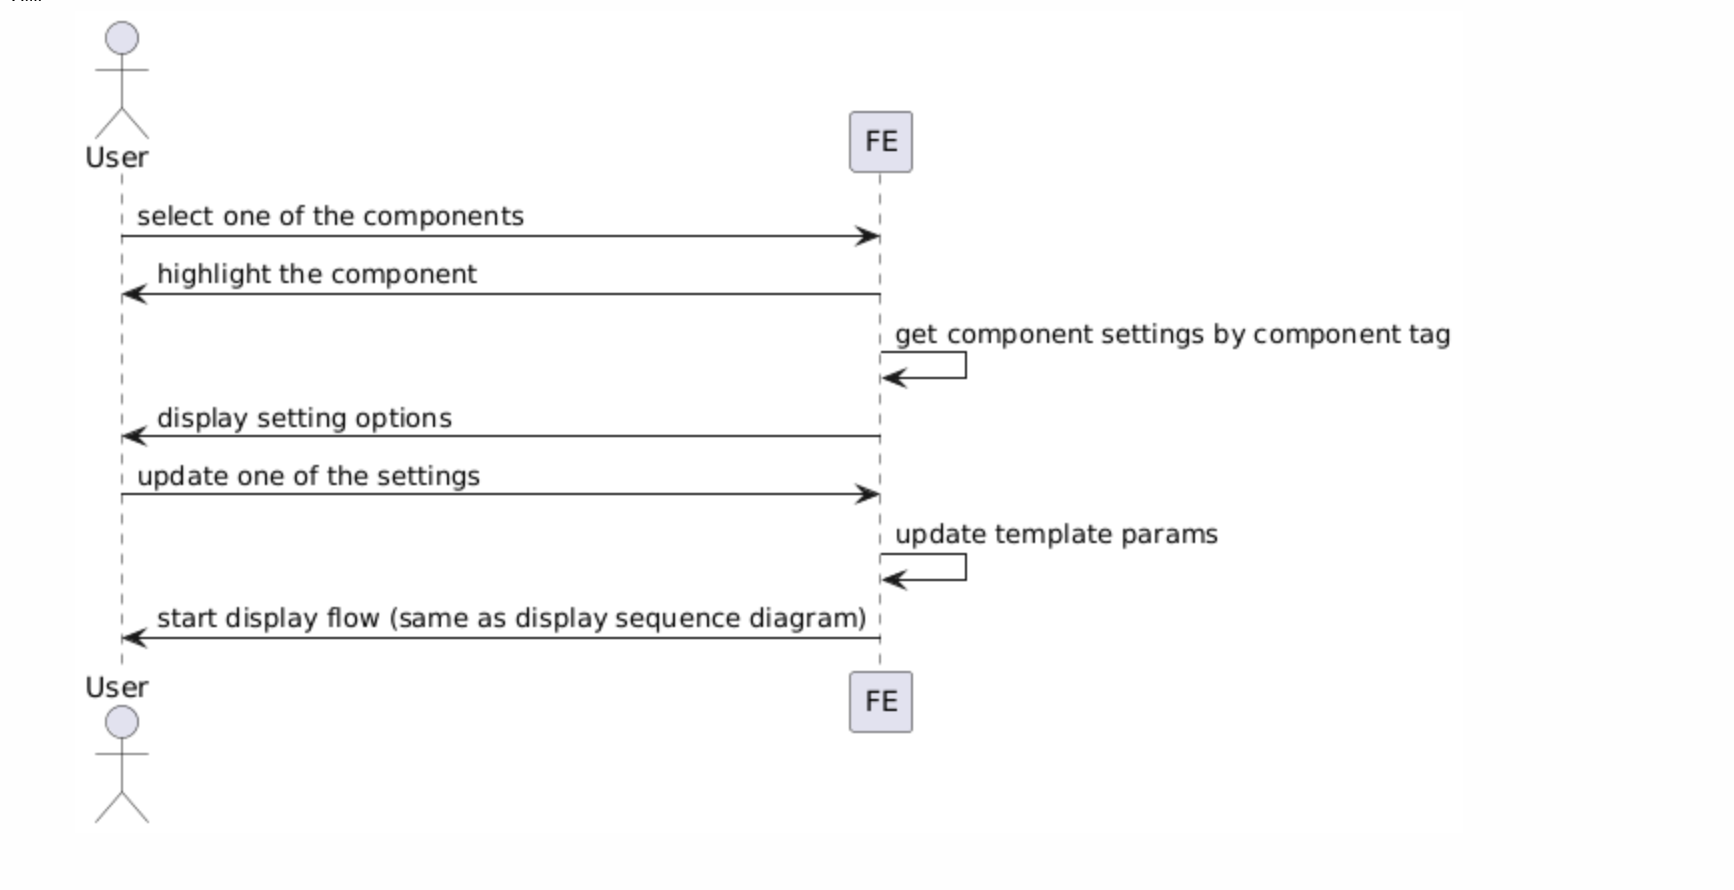 User
FE
select one of the components
highlight the component
get component settings by component tag
display setting options
update one of the settings
update template params
start display flow (same as display sequence diagram)
User
FE